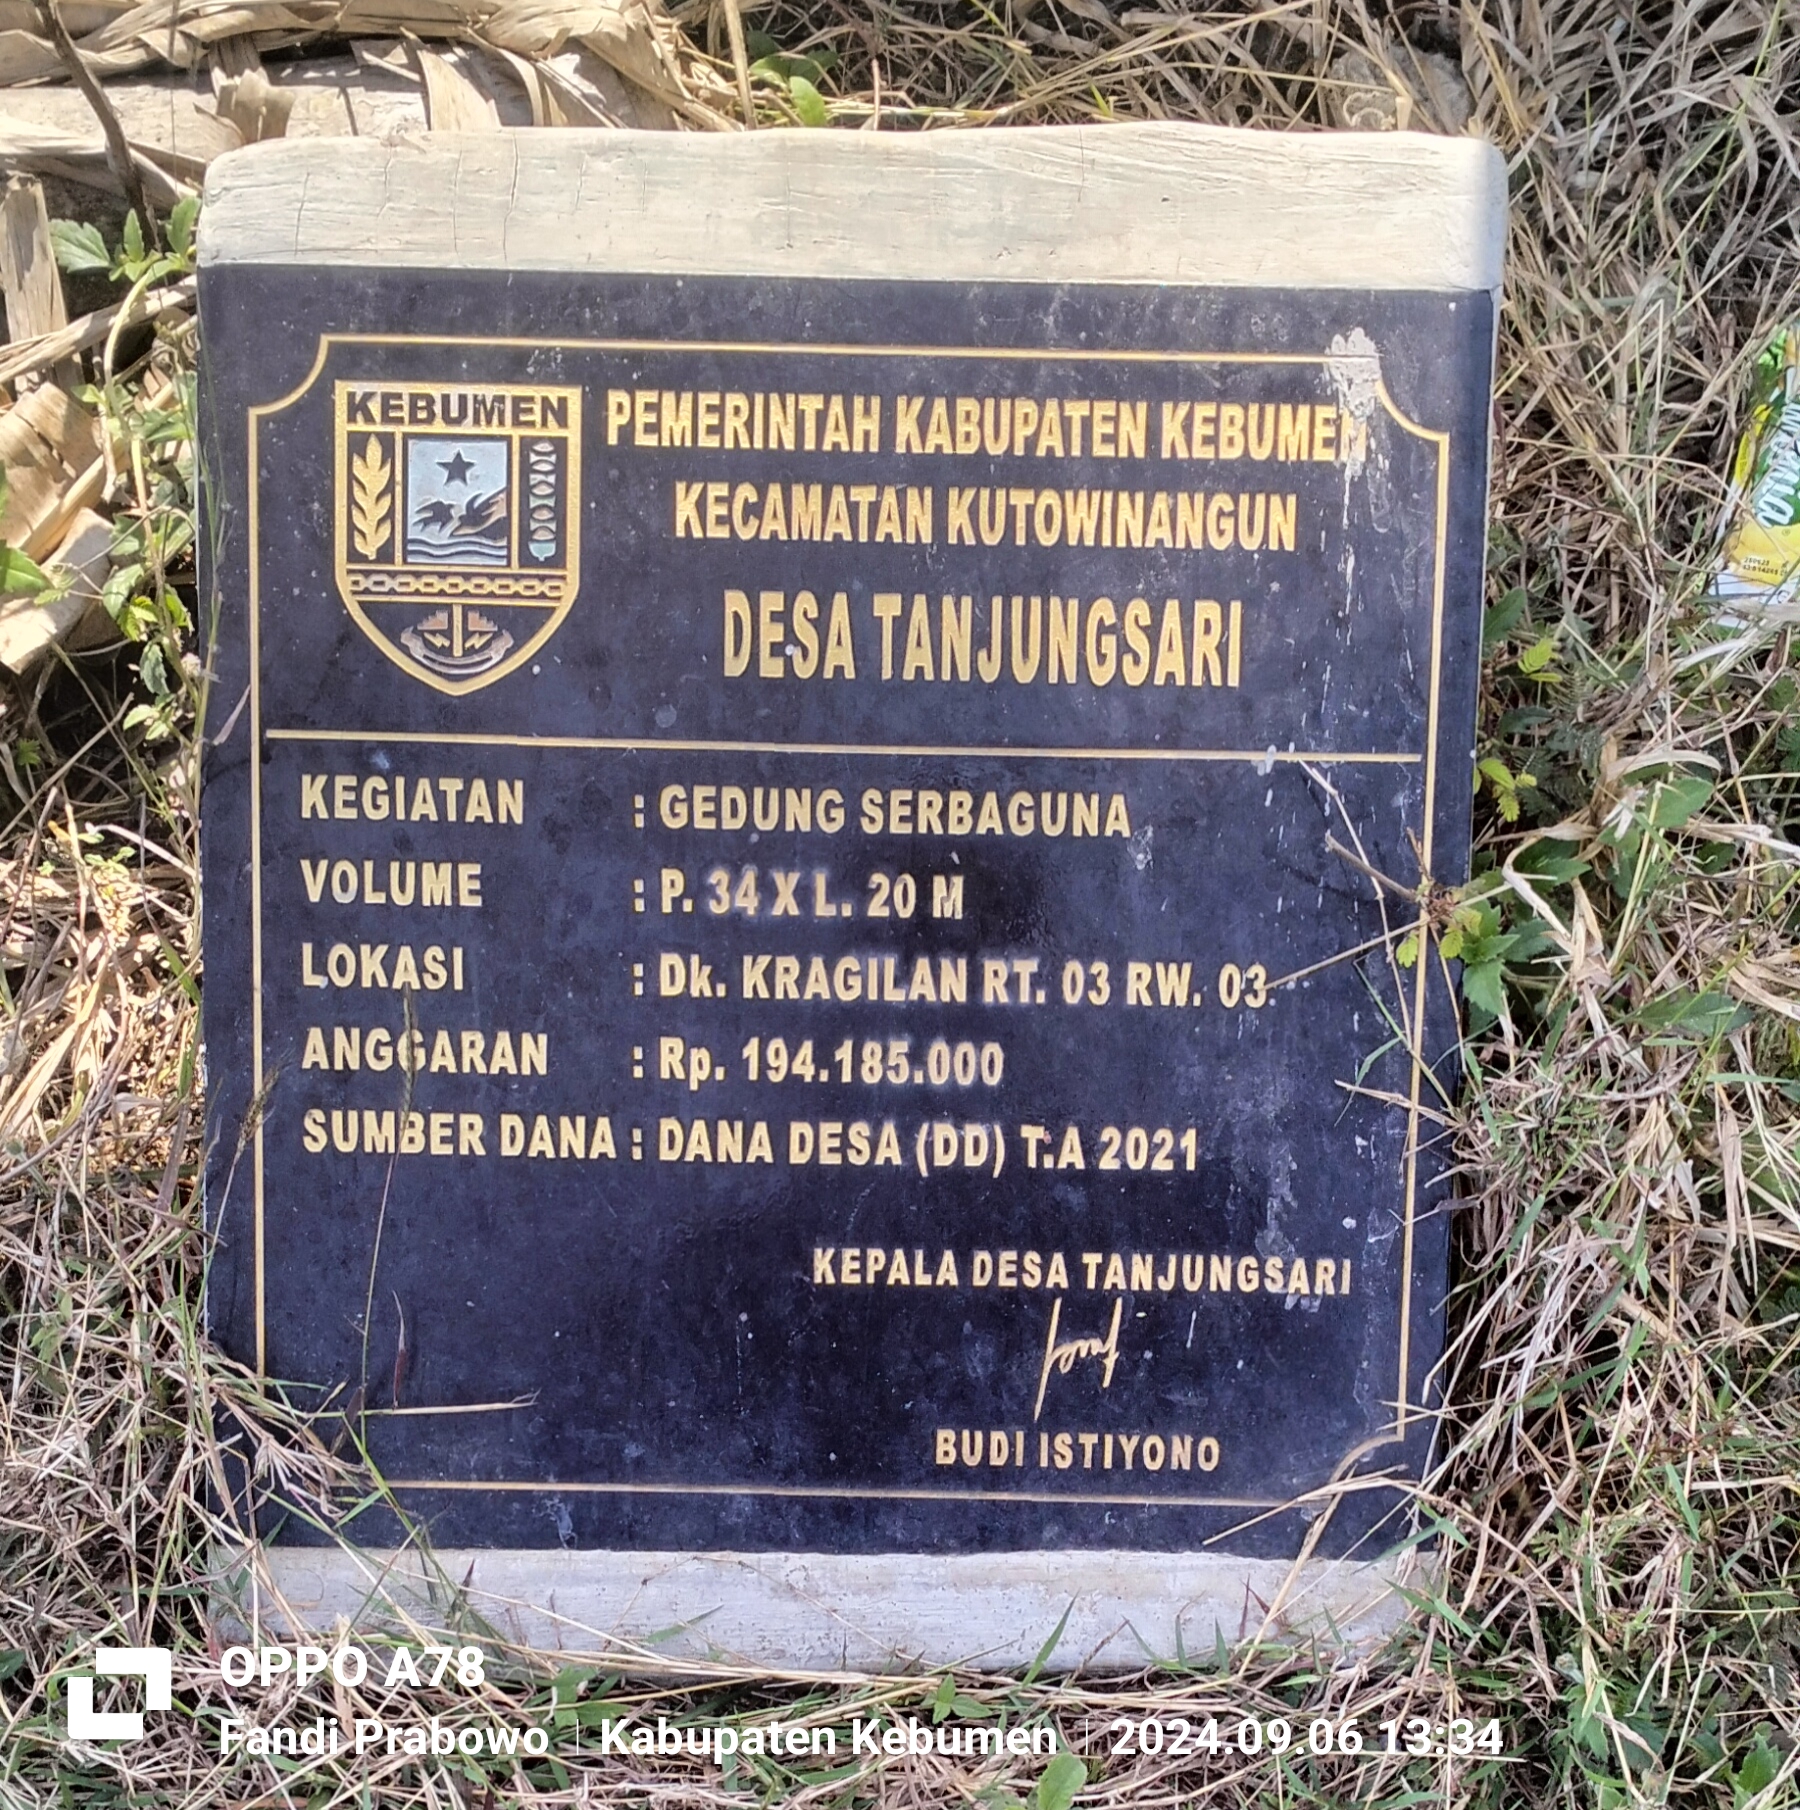 KEBUMEN
PEMERINTAH KABUPATEN KEBUMEN
KECAMATAN KUTOWINANGUN
DESA TANJUNGSARI
KEGIATAN : GEDUNG SERBAGUNA
VOLUME : P. 34 X L. 20 M
LOKASI : Dk. KRAGILAN RT. 03 RW. 03
ANGGARAN : Rp. 194.185.000
SUMBER DANA : DANA DESA (DD) T.A 2021
KEPALA DESA TANJUNGSARI
BUDI ISTIYONO
OPPO A78
Fandi Prabowo | Kabupaten Kebumen | 2024.09.06 13:34